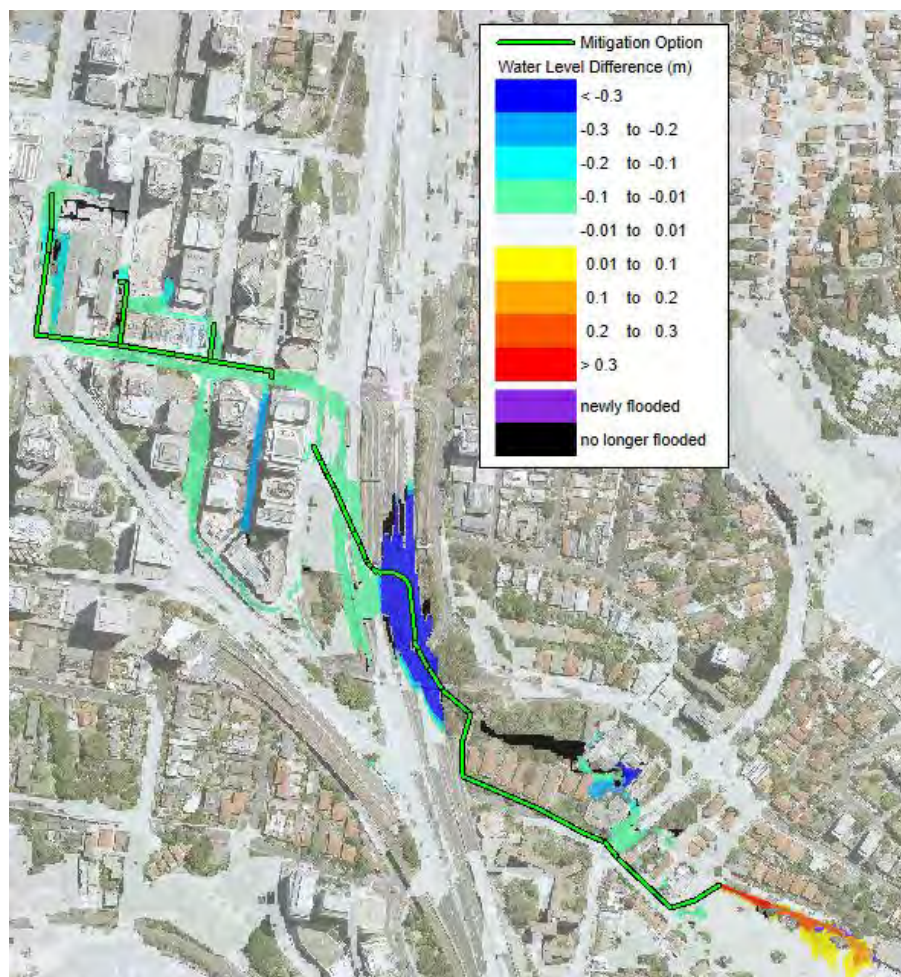 Mitigation Option
Water Level Difference (m)
< -0.3
-0.3 to -0.2
-0.2 to -0.1
-0.1 to -0.01
-0.01 to 0.01
0.01 to 0.1
0.1 to 0.2
0.2 to 0.3
> 0.3
newly flooded
no longer flooded